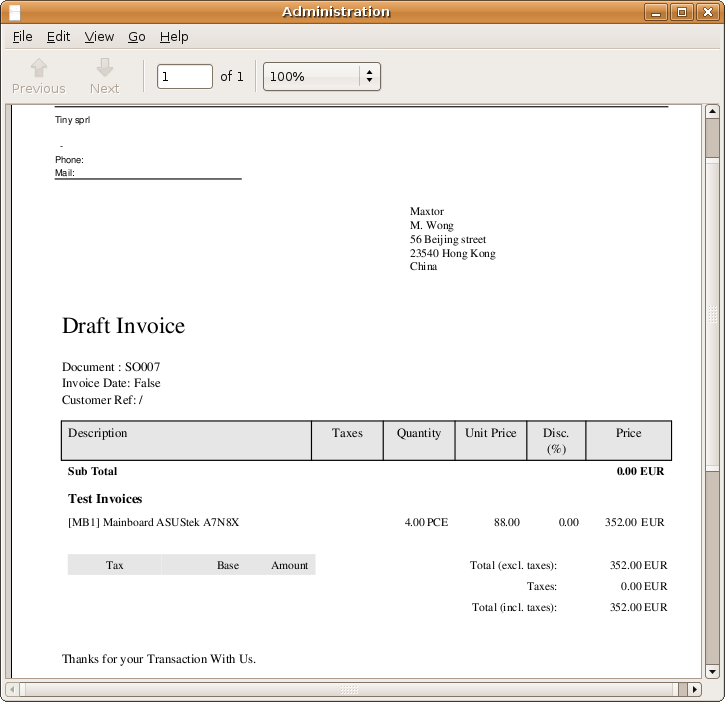 Administration
File Edit View Go Help
Previous Next 1 of 1 100%
Tiny sprl
-
Phone:
Mail:
Maxtor
M. Wong
56 Beijing street
23540 Hong Kong
China
Draft Invoice
Document : SO007
Invoice Date: False
Customer Ref: /
Description Taxes Quantity Unit Price Disc. (%) Price
Sub Total 0.00 EUR
Test Invoices
[MB1] Mainboard ASUStek A7N8X 4.00 PCE 88.00 0.00 352.00 EUR
Tax Base Amount Total (excl. taxes): 352.00 EUR
Taxes: 0.00 EUR
Total (incl. taxes): 352.00 EUR
Thanks for your Transaction With Us.